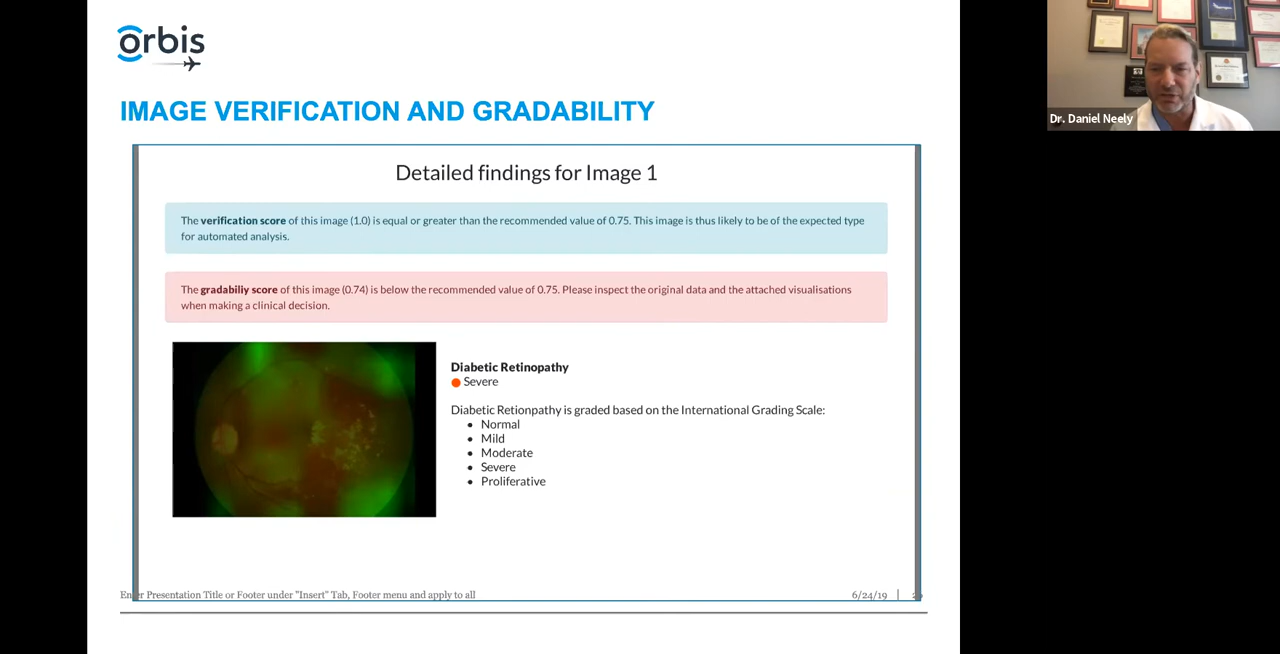 orbis
IMAGE VERIFICATION AND GRADABILITY
Dr. Daniel Neely
Detailed findings for Image 1
The verification score of this image (1.0) is equal or greater than the recommended value of 0.75. This image is thus likely to be of the expected type
for automated analysis.
The gradabiliy score of this image (0.74) is below the recommended value of 0.75. Please inspect the original data and the attached visualisations
when making a clinical decision.
Diabetic Retinopathy
Severe
Diabetic Retionpathy is graded based on the International Grading Scale:
• Normal
• Mild
• Moderate
• Severe
• Proliferative
Enter Presentation Title or Footer under "Insert" Tab, Footer menu and apply to all
6/24/19 |